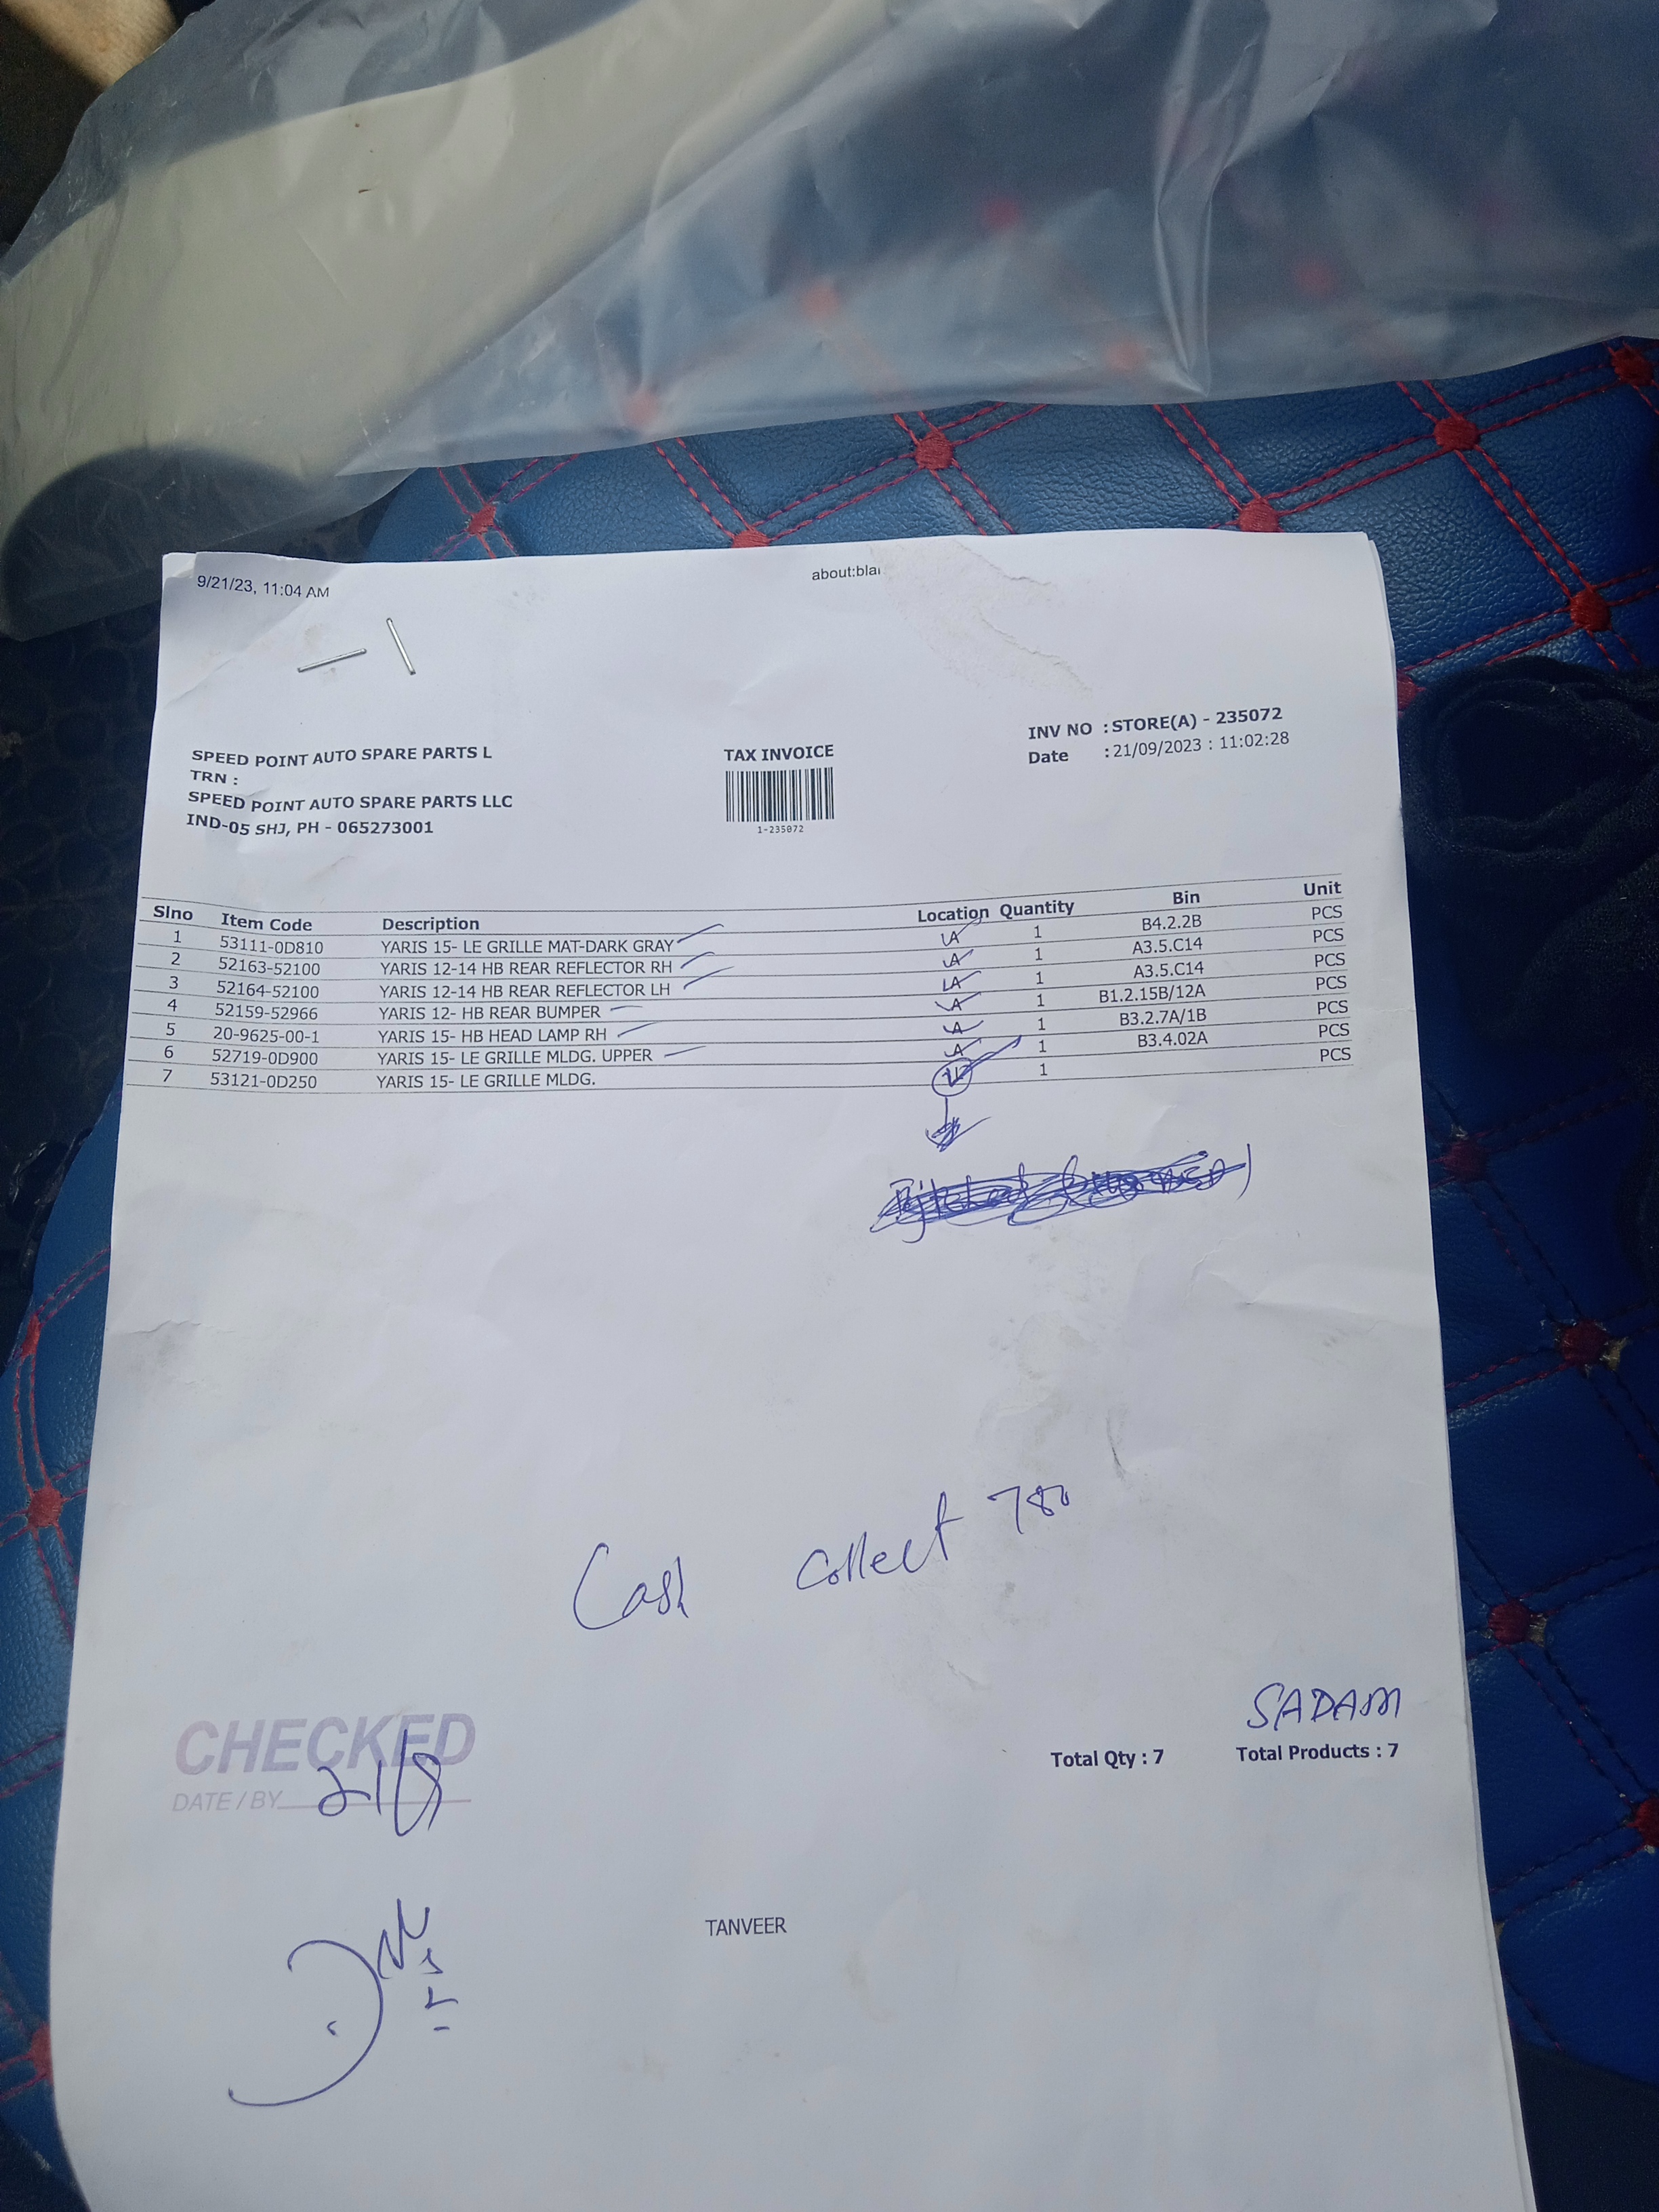 9/21/23, 11:04 AM about:bla
SPEED POINT AUTO SPARE PARTS L
TRN :
SPEED POINT AUTO SPARE PARTS LLC
IND-05 SHJ, PH - 065273001
TAX INVOICE
1-235072
INV NO : STORE(A) - 235072
Date : 21/09/2023 : 11:02:28
Slno Item Code Description Location Quantity Bin Unit
1 53111-0D810 YARIS 15- LE GRILLE MAT-DARK GRAY A 1 B4.2.2B PCS
2 52163-52100 YARIS 12-14 HB REAR REFLECTOR RH A 1 A3.5.C14 PCS
3 52164-52100 YARIS 12-14 HB REAR REFLECTOR LH A 1 A3.5.C14 PCS
4 52159-52966 YARIS 12- HB REAR BUMPER A 1 B1.2.15B/12A PCS
5 20-9625-00-1 YARIS 15- HB HEAD LAMP RH A 1 B3.2.7A/1B PCS
6 52719-0D900 YARIS 15- LE GRILLE MLDG. UPPER A 1 B3.4.02A PCS
7 53121-0D250 YARIS 15- LE GRILLE MLDG. 1 PCS
Cash collect 780
SADAM
Total Qty : 7 Total Products : 7
CHECKED
DATE / BY
TANVEER